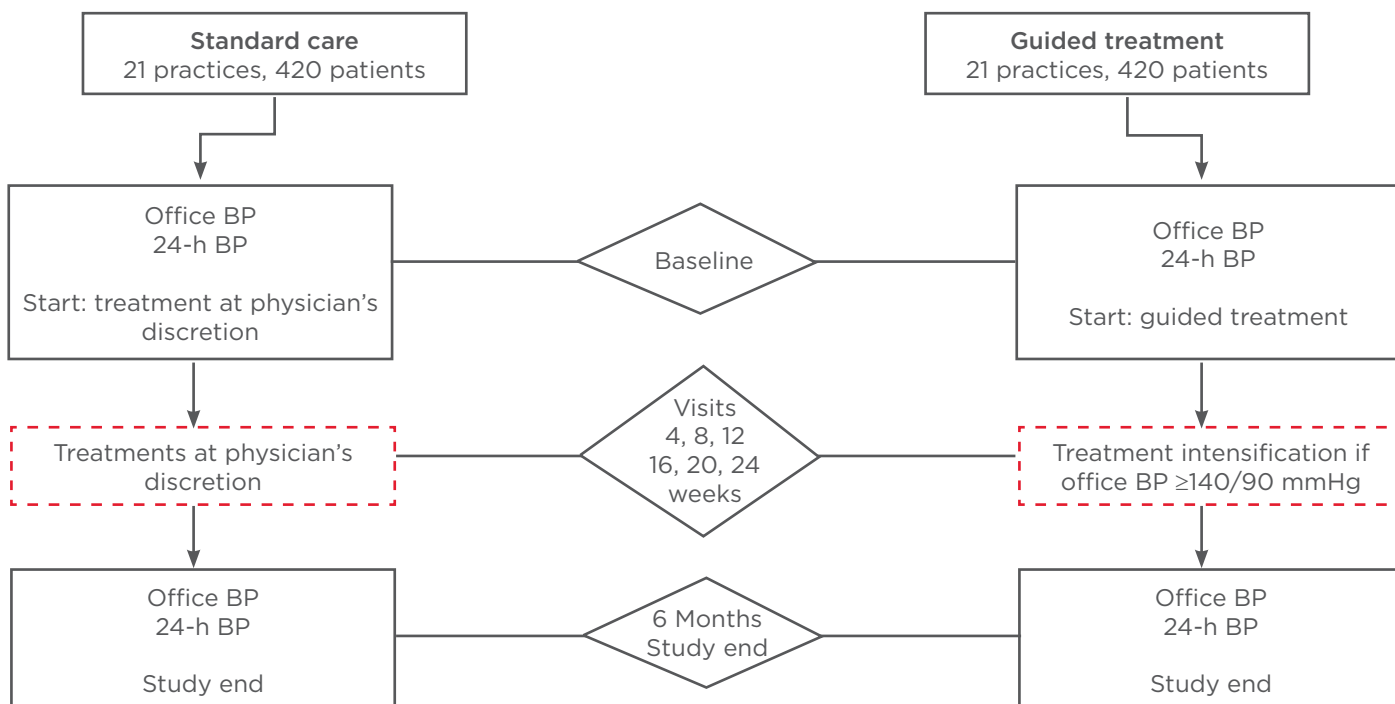 Standard care
21 practices, 420 patients
Guided treatment
21 practices, 420 patients
Office BP
24-h BP
Start: treatment at physician's
discretion
Baseline
Office BP
24-h BP
Start: guided treatment
Treatments at physician's
discretion
Visits
4, 8, 12
16, 20, 24
weeks
Treatment intensification if
office BP ≥140/90 mmHg
Office BP
24-h BP
Study end
6 Months
Study end
Office BP
24-h BP
Study end